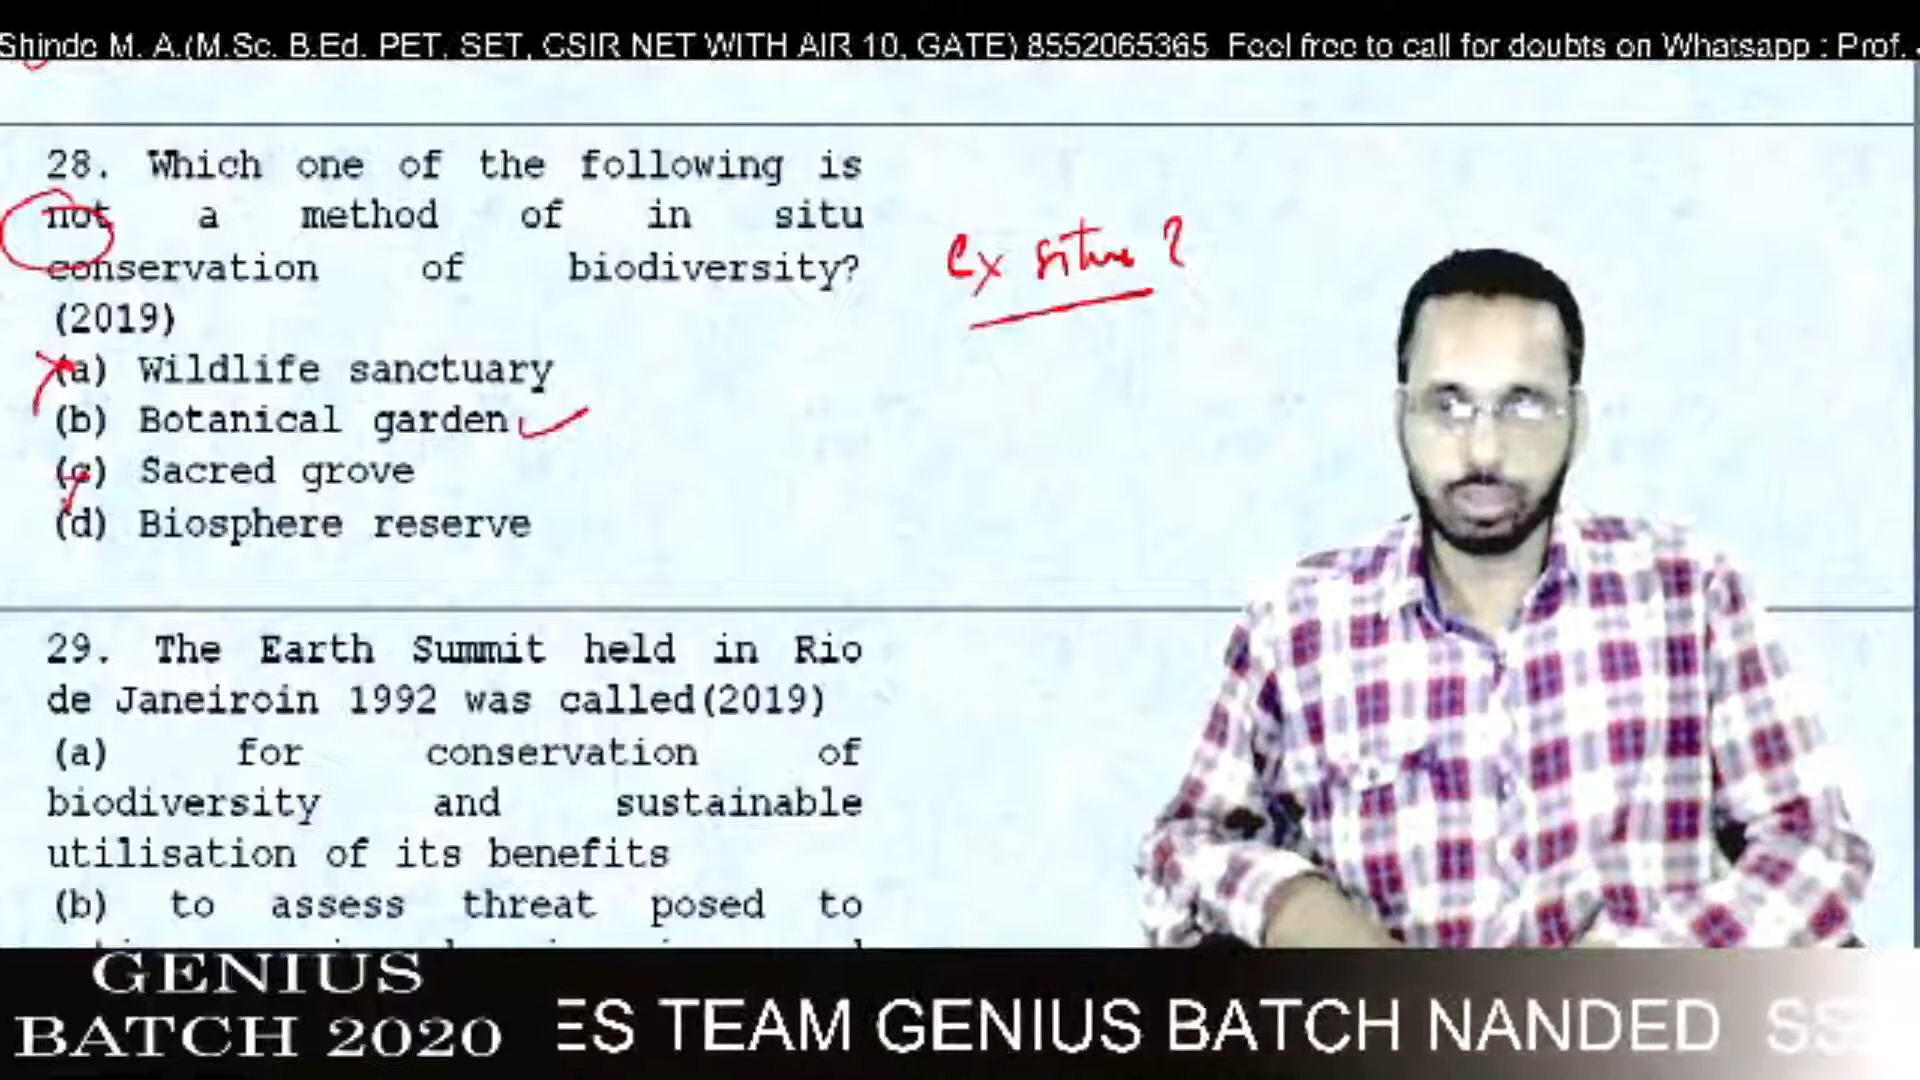 Shinde M. A.(M.Sc. B.Ed. PET, SET, CSIR NET WITH AIR 10, GATE) 8552065365 Feel free to call for doubts on Whatsapp : Prof.
28. Which one of the following is
not a method of in situ
conservation of biodiversity?
(2019)
(a) Wildlife sanctuary
(b) Botanical garden
(c) Sacred grove
(d) Biosphere reserve
ex situ ?
29. The Earth Summit held in Rio
de Janeiroin 1992 was called(2019)
(a) for conservation of
biodiversity and sustainable
utilisation of its benefits
(b) to assess threat posed to
GENIUS
BATCH 2020
ES TEAM GENIUS BATCH NANDED SS